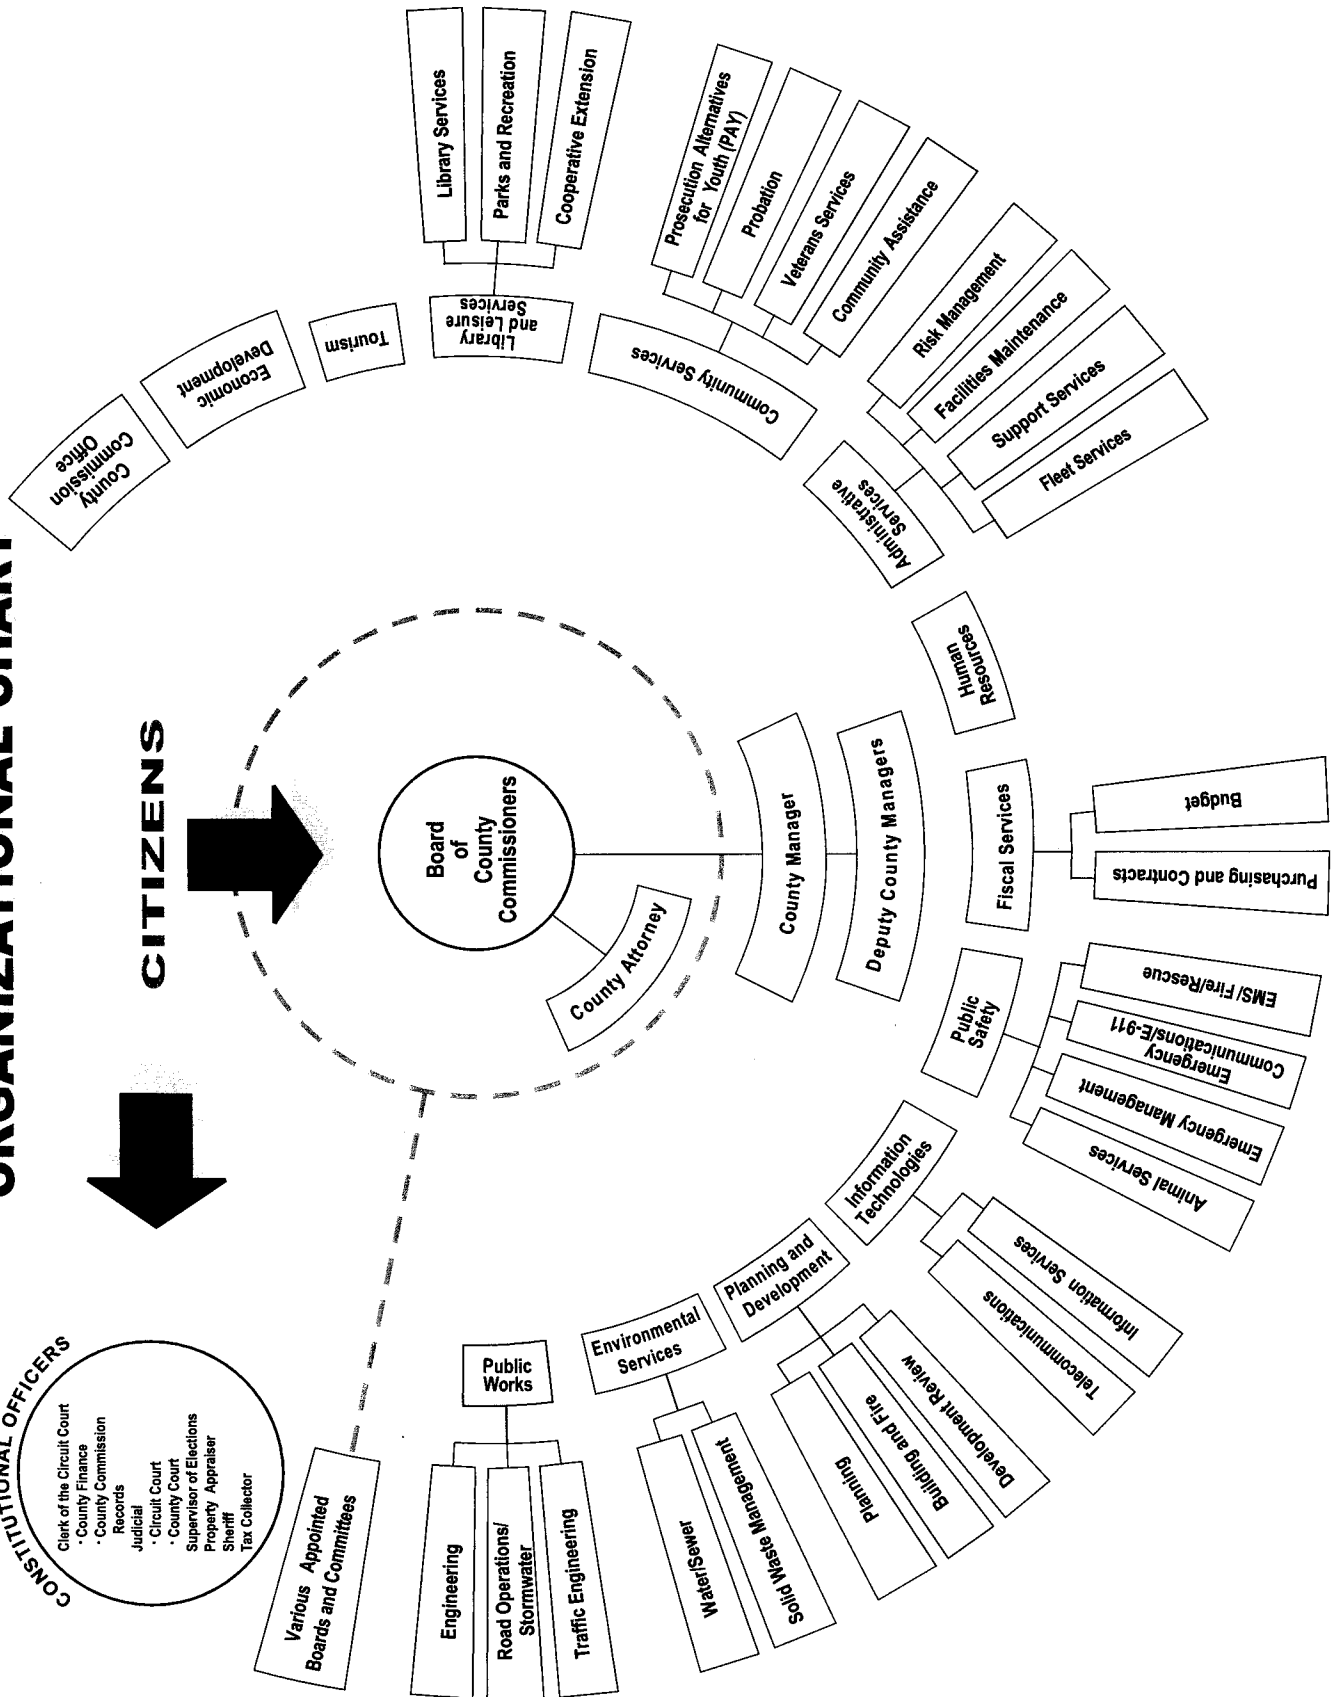 ORGANIZATIONAL CHART
CITIZENS
CONSTITUTIONAL OFFICERS
Clerk of the Circuit Court
· County Finance
· County Commission
Records
Judicial
· Circuit Court
· County Court
Supervisor of Elections
Property Appraiser
Sheriff
Tax Collector
Board
of
County
Commissioners
County Attorney
County Manager
Deputy County Managers
Various Appointed
Boards and Committees
Public
Works
Engineering
Road Operations/
Stormwater
Traffic Engineering
Environmental
Services
Water/Sewer
Solid Waste Management
Planning and
Development
Planning
Building and Fire
Development Review
Information
Technologies
Telecommunications
Information Services
Public
Safety
Animal Services
Emergency Management
Emergency
Communications/E-911
EMS/ Fire/Rescue
Fiscal Services
Purchasing and Contracts
Budget
Human
Resources
Administrative
Services
Fleet Services
Support Services
Facilities Maintenance
Risk Management
Community Services
Community Assistance
Veterans Services
Probation
Prosecution Alternatives
for Youth (PAY)
Library
and Leisure
Services
Cooperative Extension
Parks and Recreation
Library Services
Tourism
Economic
Development
County
Commission
Office